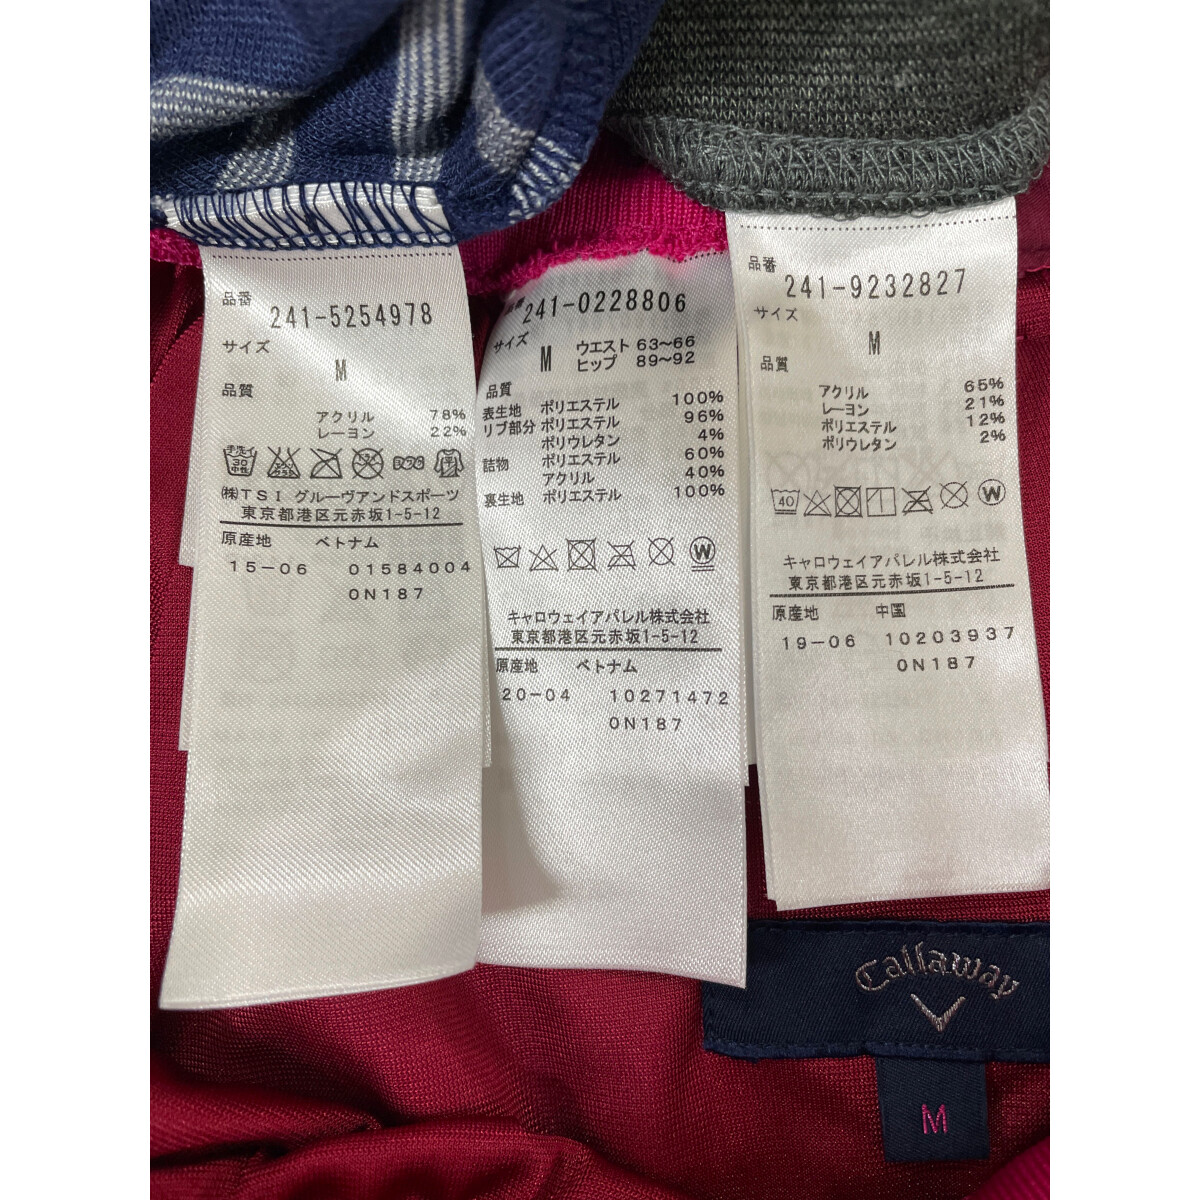 品番
241-5254978
サイズ
M
品質
アクリル 78%
レーヨン 22%
手洗イ
30
中性
(株)TSI グルーヴアンドスポーツ
東京都港区元赤坂1-5-12
原産地 ベトナム
15-06 01584004
0N187
241-0228806
サイズ M ウエスト 63~66
ヒップ 89~92
品質
表生地 ポリエステル 100%
リブ部分 ポリエステル 96%
ポリウレタン 4%
詰物 ポリエステル 60%
アクリル 40%
裏生地 ポリエステル 100%
W
キャロウェイアパレル株式会社
東京都港区元赤坂1-5-12
原産地 ベトナム
20-04 10271472
0N187
品番
241-9232827
サイズ
M
品質
アクリル 65%
レーヨン 21%
ポリエステル 12%
ポリウレタン 2%
40 W
キャロウェイアパレル株式会社
東京都港区元赤坂1-5-12
原産地 中国
19-06 10203937
0N187
Callaway
M